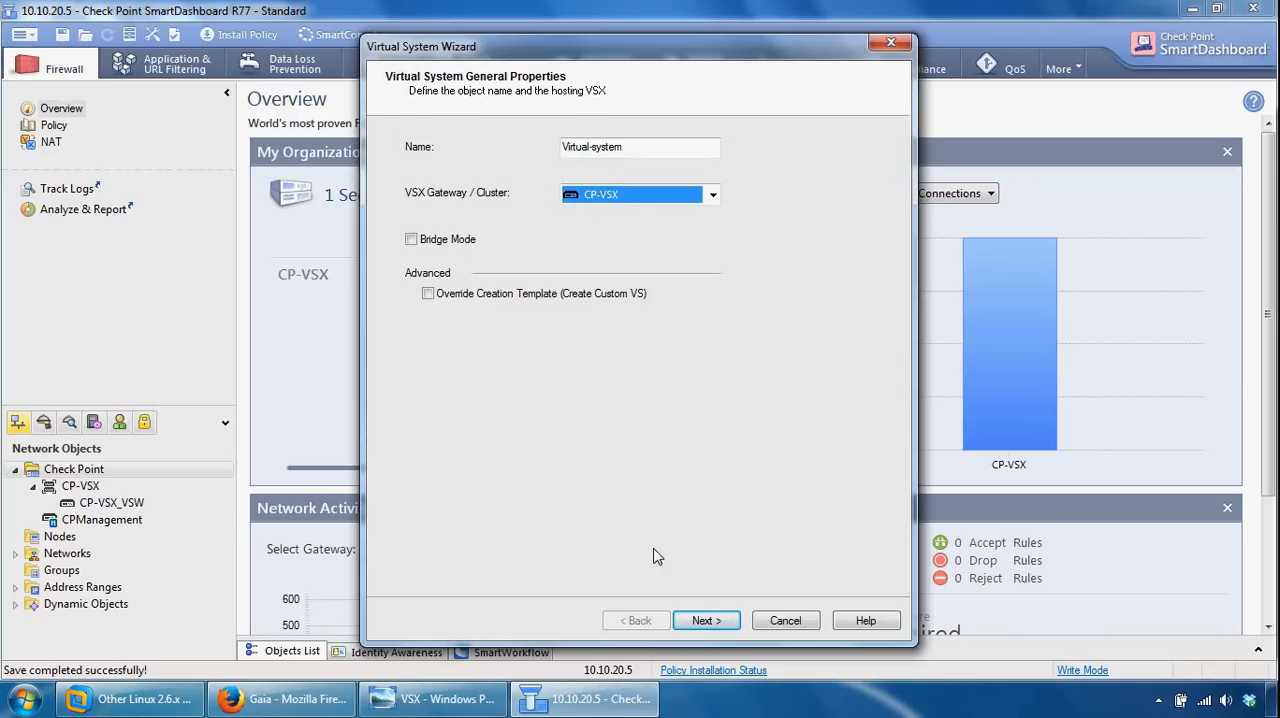 10.10.20.5 - Check Point SmartDashboard R77 - Standard
Install Policy
SmartCon
Virtual System Wizard
Check Point
SmartDashboard
Firewall
Application &
URL Filtering
Data Loss
Prevention
liance
QoS
More
Overview
Policy
NAT
Track Logs
Analyze & Report
Overview
World's most proven F
My Organizatio
1 Se
CP-VSX
Virtual System General Properties
Define the object name and the hosting VSX
Name:
Virtual-system
VSX Gateway / Cluster:
CP-VSX
Bridge Mode
Advanced
Override Creation Template (Create Custom VS)
Connections
CP-VSX
Network Objects
Check Point
CP-VSX
CP-VSX_VSW
CPManagement
Nodes
Networks
Groups
Address Ranges
Dynamic Objects
Network Activi
Select Gateway:
600
500
0 Accept Rules
0 Drop Rules
0 Reject Rules
< Back
Next >
Cancel
Help
Objects List
Identity Awareness
SmartWorkflow
Save completed successfully!
10.10.20.5
Policy Installation Status
Write Mode
Other Linux 2.6.x ...
Gaia - Mozilla Fire...
VSX - Windows P...
10.10.20.5 - Check...